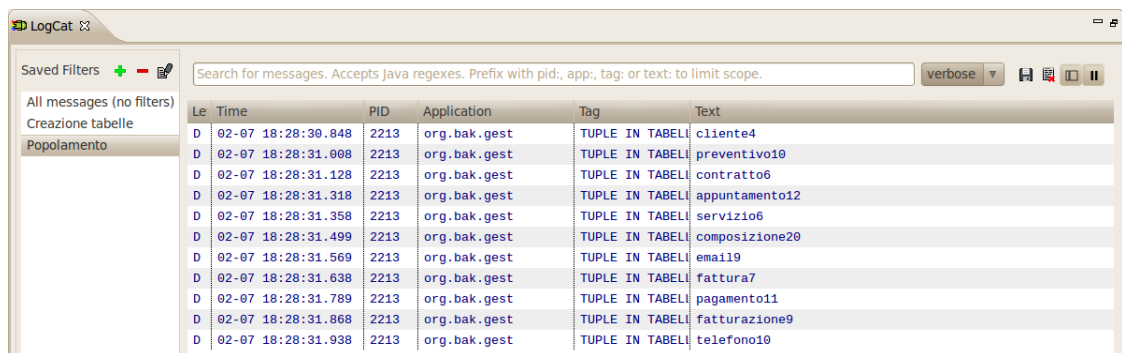 LogCat
Saved Filters
Search for messages. Accepts Java regexes. Prefix with pid:, app:, tag: or text: to limit scope.
verbose
All messages (no filters)
Creazione tabelle
Popolamento
Le Time PID Application Tag Text
D 02-07 18:28:30.848 2213 org.bak.gest TUPLE IN TABELL cliente4
D 02-07 18:28:31.008 2213 org.bak.gest TUPLE IN TABELL preventivo10
D 02-07 18:28:31.128 2213 org.bak.gest TUPLE IN TABELL contratto6
D 02-07 18:28:31.318 2213 org.bak.gest TUPLE IN TABELL appuntamento12
D 02-07 18:28:31.358 2213 org.bak.gest TUPLE IN TABELL servizio6
D 02-07 18:28:31.499 2213 org.bak.gest TUPLE IN TABELL composizione20
D 02-07 18:28:31.569 2213 org.bak.gest TUPLE IN TABELL email9
D 02-07 18:28:31.638 2213 org.bak.gest TUPLE IN TABELL fattura7
D 02-07 18:28:31.789 2213 org.bak.gest TUPLE IN TABELL pagamento11
D 02-07 18:28:31.868 2213 org.bak.gest TUPLE IN TABELL fatturazione9
D 02-07 18:28:31.938 2213 org.bak.gest TUPLE IN TABELL telefono10